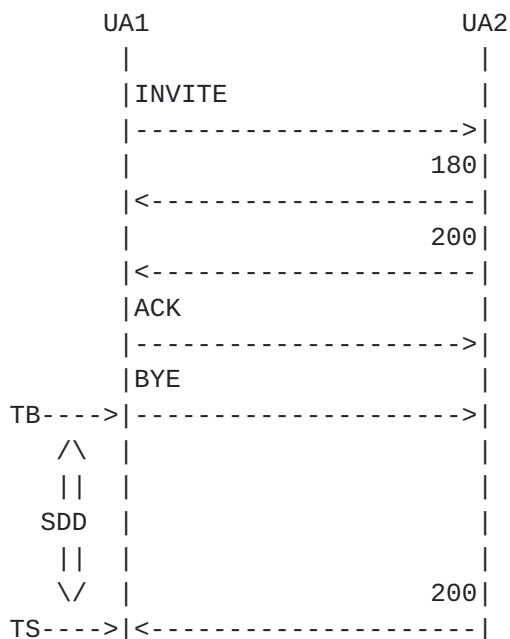 UA1                   UA2
 |                     |
 |INVITE               |
 |-------------------->|
 |                  180|
 |<--------------------|
 |                  200|
 |<--------------------|
 |ACK                  |
 |-------------------->|
 |BYE                  |
TB---->|-------------------->|
/\   |                     |
||   |                     |
SDD   |                     |
||   |                     |
\/   |                  200|
TS---->|<--------------------|